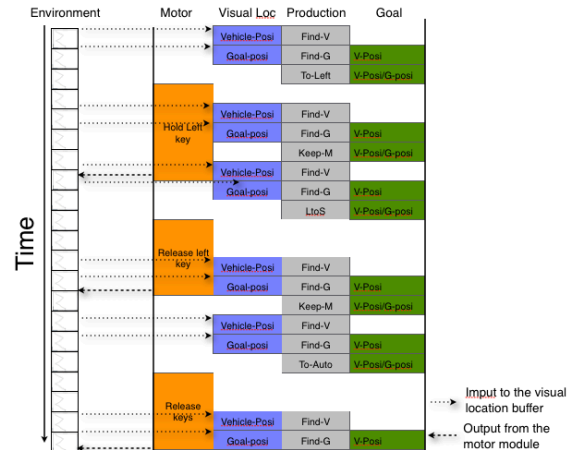 Environment Motor Visual Loc Production Goal
Vehicle-Posi Find-V
Goal-posi Find-G V-Posi
To-Left V-Posi/G-posi
Vehicle-Posi Find-V
Hold Left
key
Goal-posi Find-G V-Posi
Keep-M V-Posi/G-posi
Vehicle-Posi Find-V
Goal-posi Find-G V-Posi
LtoS V-Posi/G-posi
Time
Release left
key
Vehicle-Posi Find-V
Goal-posi Find-G V-Posi
Keep-M V-Posi/G-posi
Vehicle-Posi Find-V
Goal-posi Find-G V-Posi
To-Auto V-Posi/G-posi
Release
keys
Vehicle-Posi Find-V
Goal-posi Find-G V-Posi
Imput to the visual
location buffer
Output from the
motor module